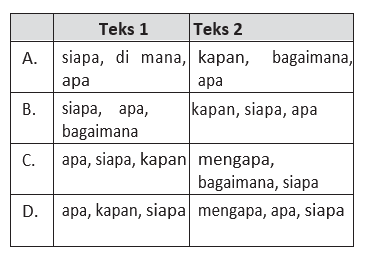 Teks 1 Teks 2
A. siapa, di mana, apa kapan, bagaimana, apa
B. siapa, apa, bagaimana kapan, siapa, apa
C. apa, siapa, kapan mengapa, bagaimana, siapa
D. apa, kapan, siapa mengapa, apa, siapa